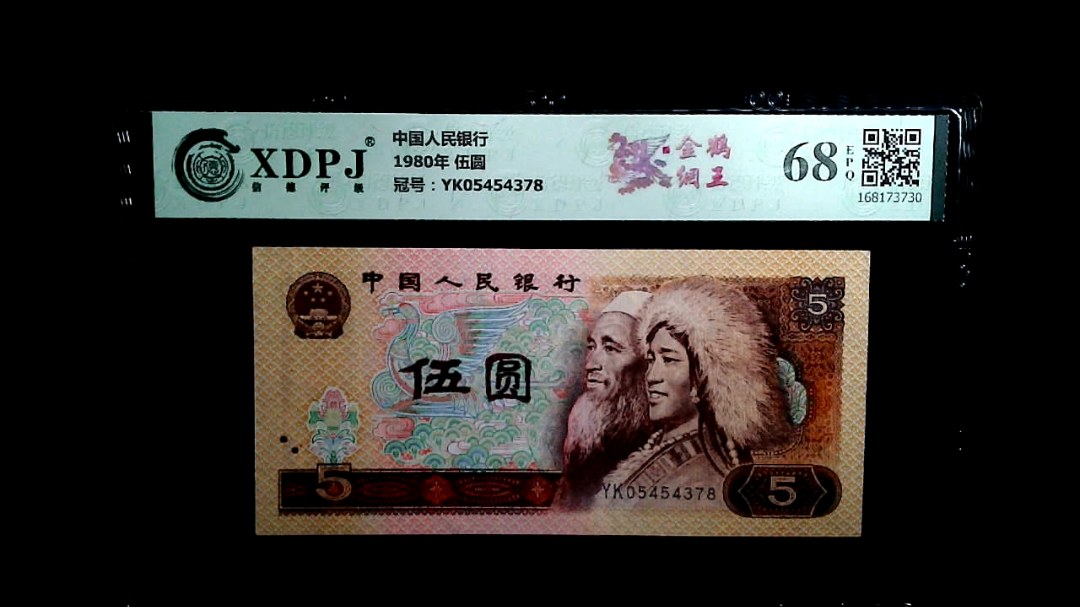 XDPJ®
信德评级
中国人民银行
1980年 伍圆
冠号：YK05454378
金鹅
绸王
68
EPQ
168173730
中国人民银行
5
伍圆
5
YK05454378
5